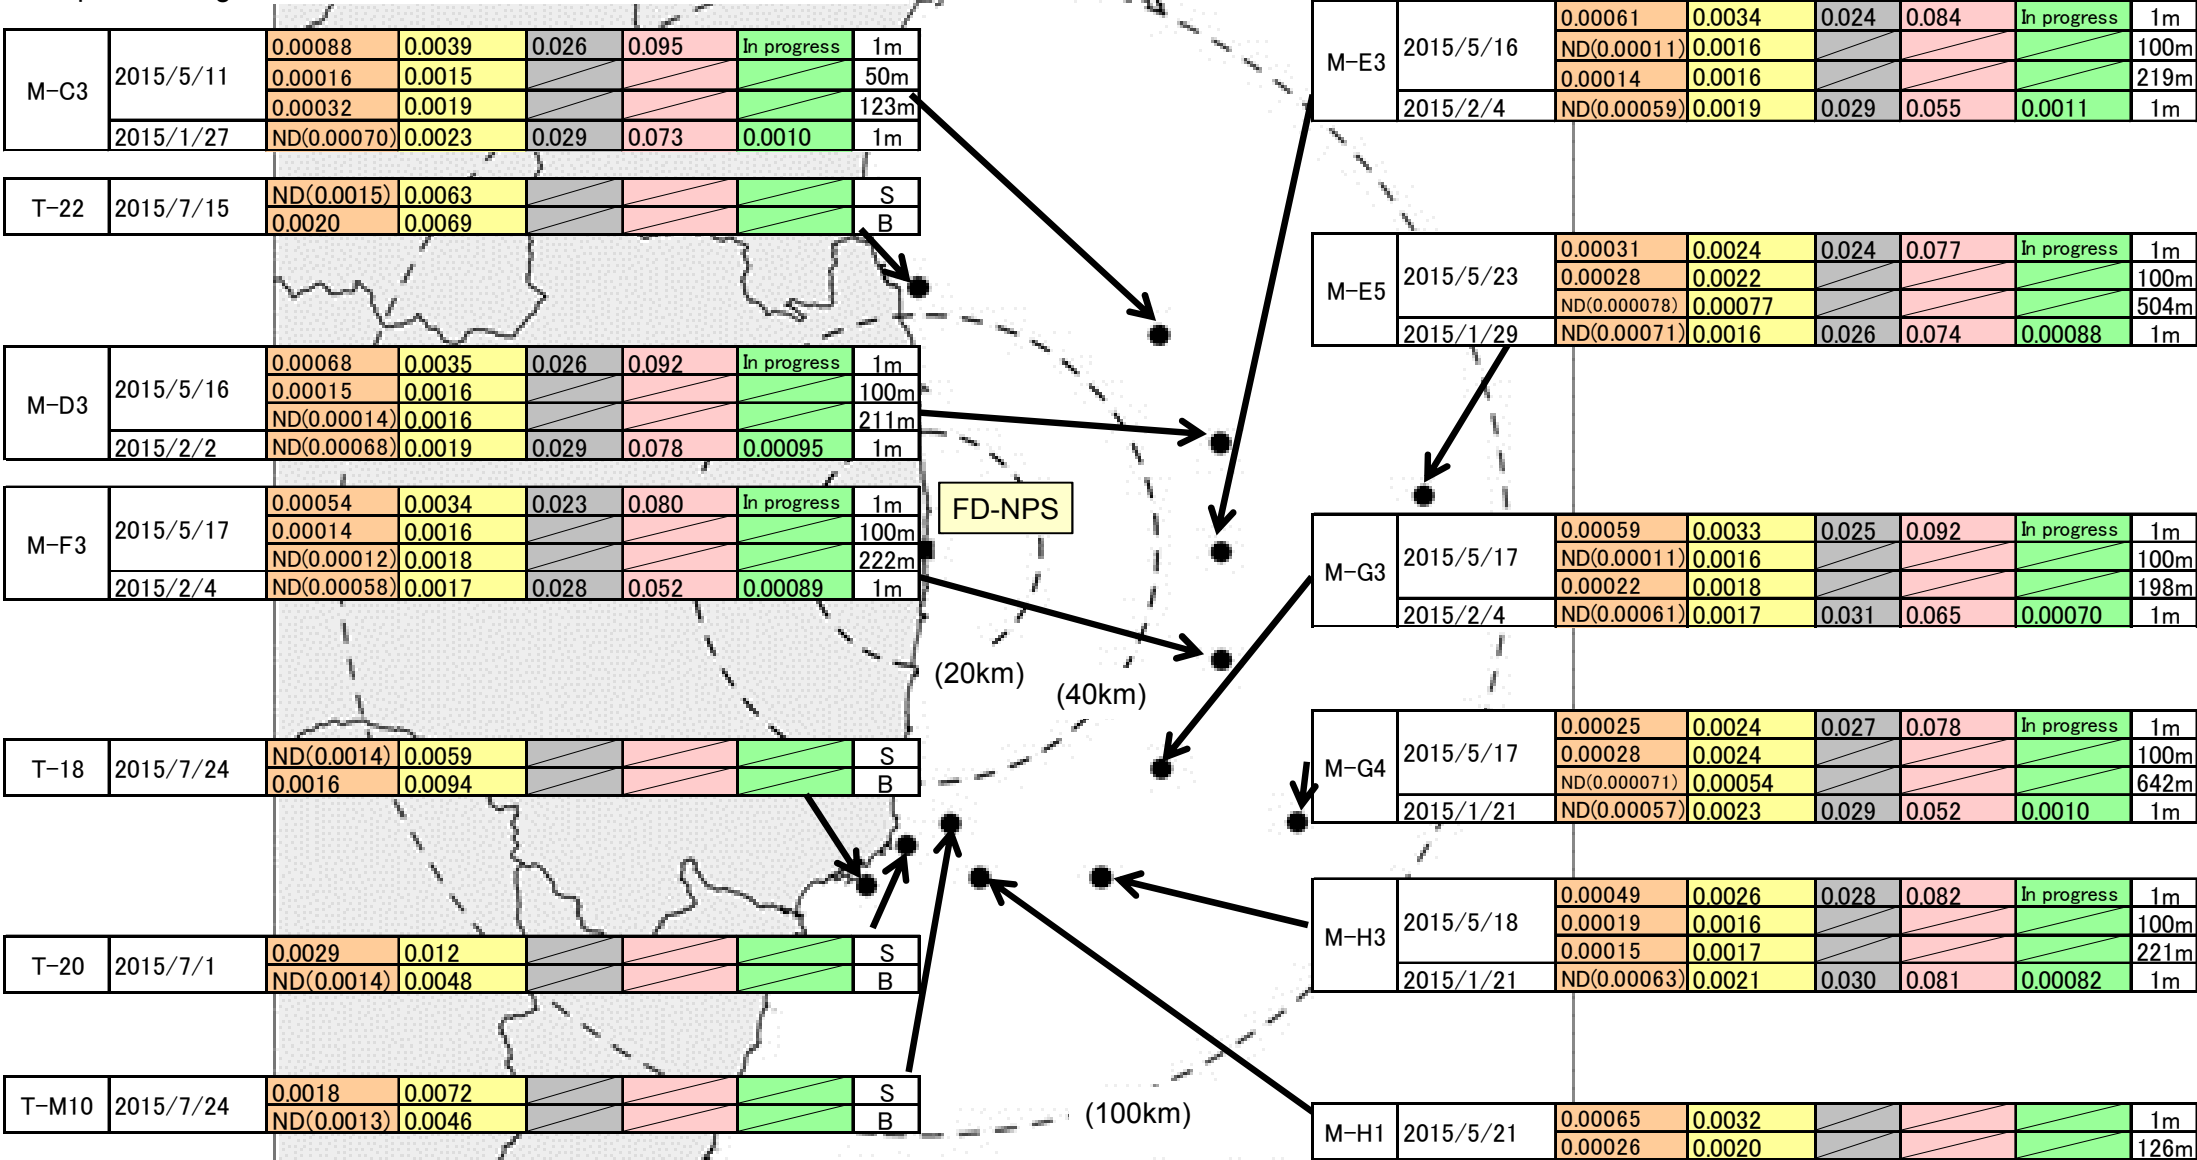 M-C3 2015/5/11 0.00088 0.0039 0.026 0.095 In progress 1m
0.00016 0.0015 50m
0.00032 0.0019 123m
2015/1/27 ND(0.00070) 0.0023 0.029 0.073 0.0010 1m
T-22 2015/7/15 ND(0.0015) 0.0063 S
0.0020 0.0069 B
M-D3 2015/5/16 0.00068 0.0035 0.026 0.092 In progress 1m
0.00015 0.0016 100m
ND(0.00014) 0.0016 211m
2015/2/2 ND(0.00068) 0.0019 0.029 0.078 0.00095 1m
M-F3 2015/5/17 0.00054 0.0034 0.023 0.080 In progress 1m
0.00014 0.0016 100m
ND(0.00012) 0.0018 222m
2015/2/4 ND(0.00058) 0.0017 0.028 0.052 0.00089 1m
T-18 2015/7/24 ND(0.0014) 0.0059 S
0.0016 0.0094 B
T-20 2015/7/1 0.0029 0.012 S
ND(0.0014) 0.0048 B
T-M10 2015/7/24 0.0018 0.0072 S
ND(0.0013) 0.0046 B
FD-NPS
(20km)
(40km)
(100km)
M-E3 2015/5/16 0.00061 0.0034 0.024 0.084 In progress 1m
ND(0.00011) 0.0016 100m
0.00014 0.0016 219m
2015/2/4 ND(0.00059) 0.0019 0.029 0.055 0.0011 1m
M-E5 2015/5/23 0.00031 0.0024 0.024 0.077 In progress 1m
0.00028 0.0022 100m
ND(0.000078) 0.00077 504m
2015/1/29 ND(0.00071) 0.0016 0.026 0.074 0.00088 1m
M-G3 2015/5/17 0.00059 0.0033 0.025 0.092 In progress 1m
ND(0.00011) 0.0016 100m
0.00022 0.0018 198m
2015/2/4 ND(0.00061) 0.0017 0.031 0.065 0.00070 1m
M-G4 2015/5/17 0.00025 0.0024 0.027 0.078 In progress 1m
0.00028 0.0024 100m
ND(0.000071) 0.00054 642m
2015/1/21 ND(0.00057) 0.0023 0.029 0.052 0.0010 1m
M-H3 2015/5/18 0.00049 0.0026 0.028 0.082 In progress 1m
0.00019 0.0016 100m
0.00015 0.0017 221m
2015/1/21 ND(0.00063) 0.0021 0.030 0.081 0.00082 1m
M-H1 2015/5/21 0.00065 0.0032 1m
0.00026 0.0020 126m